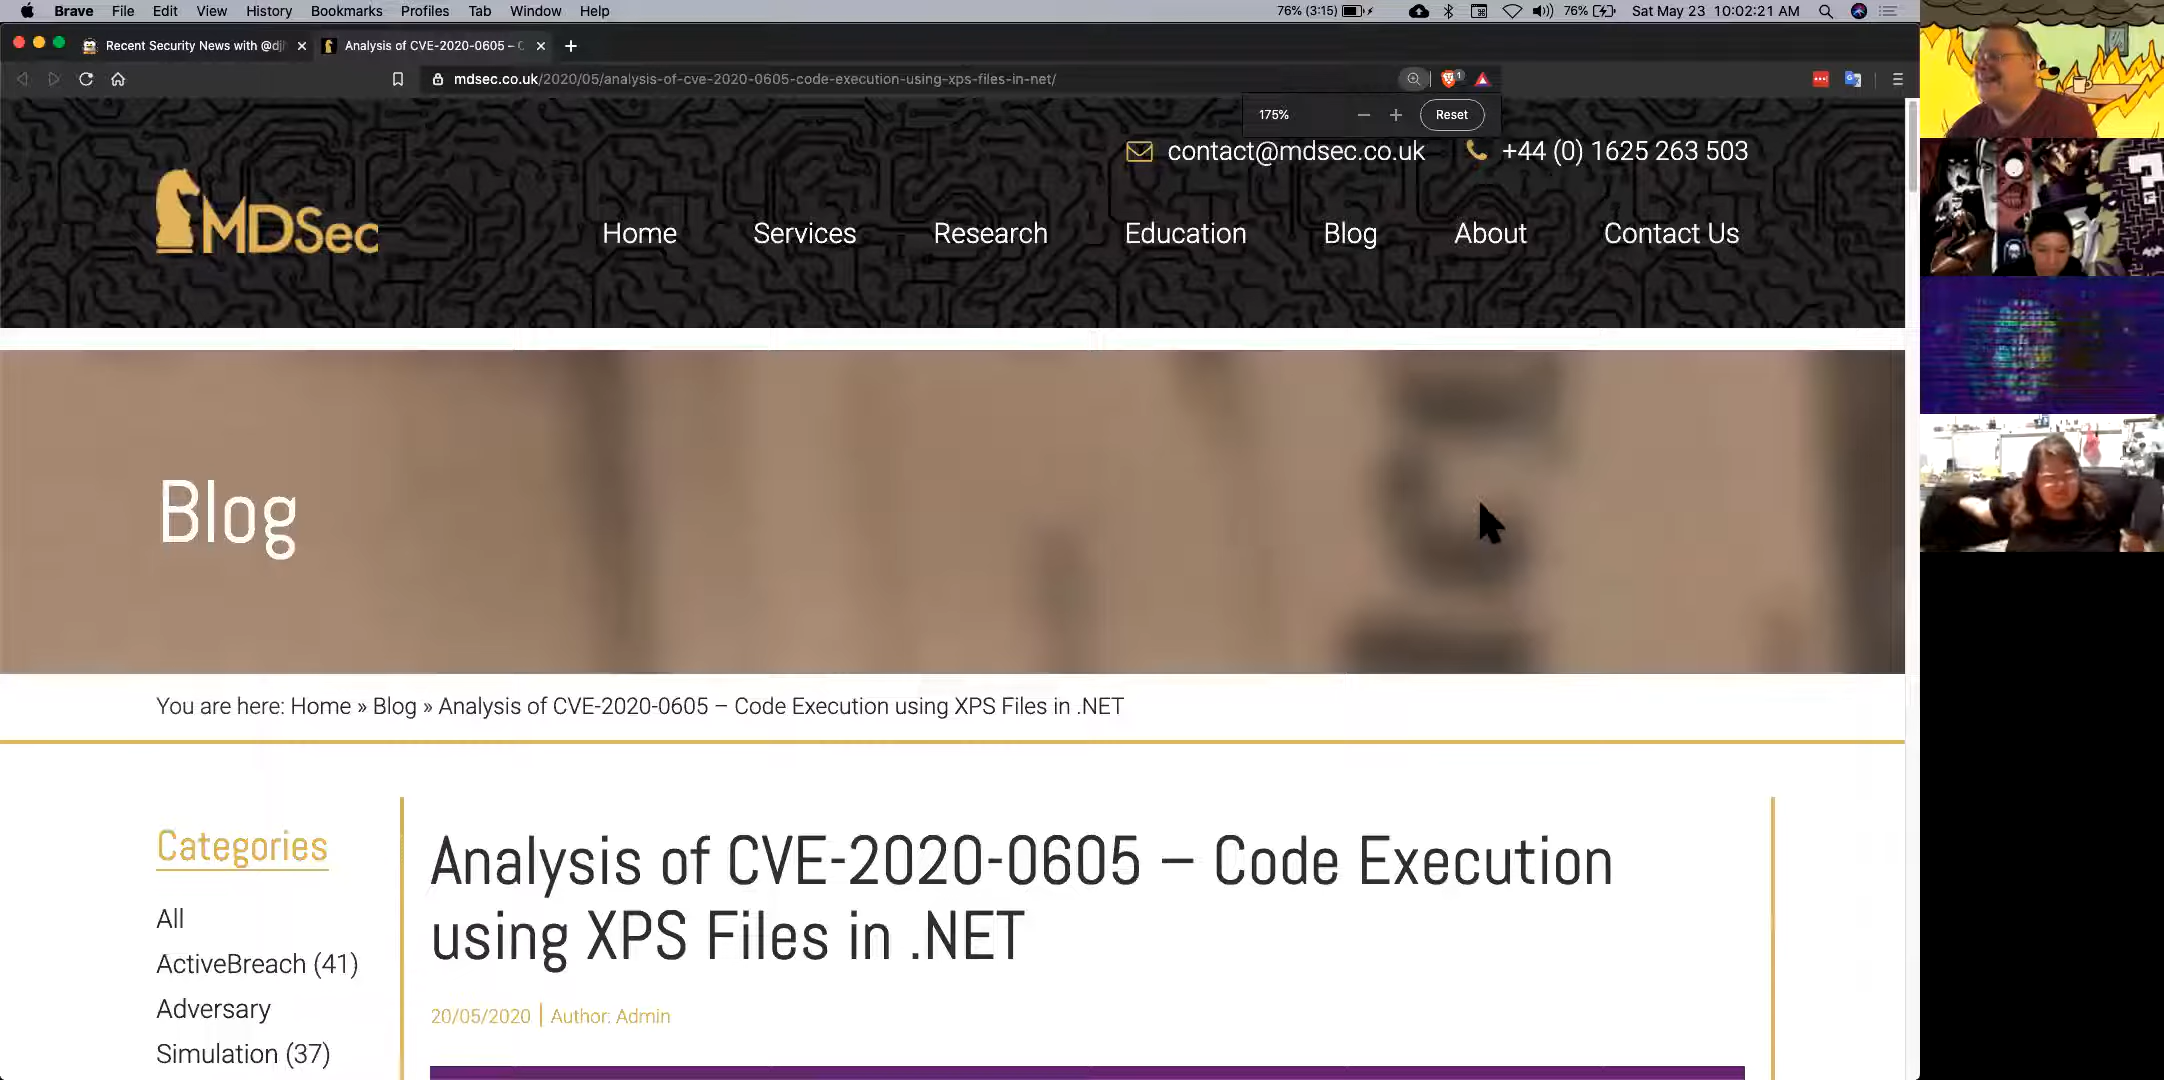 Brave File Edit View History Bookmarks Profiles Tab Window Help 76% (3:15) 76% Sat May 23 10:02:21 AM
Recent Security News with @dj Analysis of CVE-2020-0605 –
mdsec.co.uk/2020/05/analysis-of-cve-2020-0605-code-execution-using-xps-files-in-net/ 1
175% Reset
contact@mdsec.co.uk +44 (0) 1625 263 503
MDSec
Home Services Research Education Blog About Contact Us
Blog
You are here: Home » Blog » Analysis of CVE-2020-0605 – Code Execution using XPS Files in .NET
Categories
All
ActiveBreach (41)
Adversary
Simulation (37)
Analysis of CVE-2020-0605 – Code Execution
using XPS Files in .NET
20/05/2020 | Author: Admin